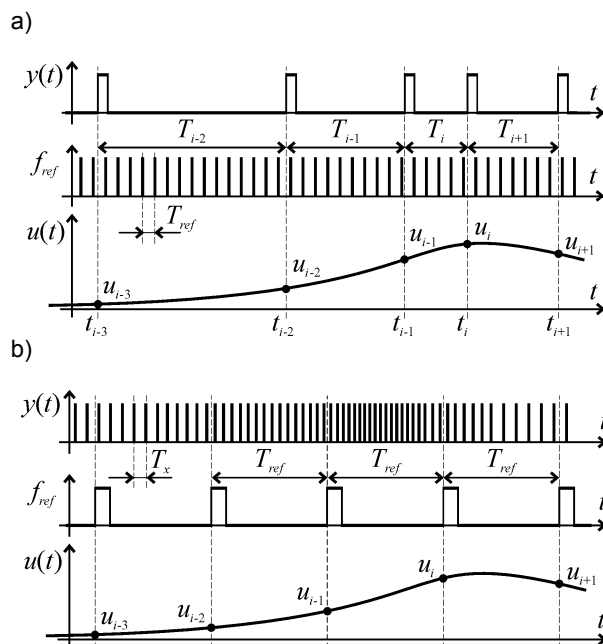 a)
y(t) t
T_{i-2} T_{i-1} T_i T_{i+1}
f_{ref} t
T_{ref}
u(t)
u_{i-3} u_{i-2} u_{i-1} u_i u_{i+1}
t
t_{i-3} t_{i-2} t_{i-1} t_i t_{i+1}
b)
y(t) t
T_x T_{ref} T_{ref} T_{ref}
f_{ref} t
u(t)
u_{i-3} u_{i-2} u_{i-1} u_i u_{i+1}
t